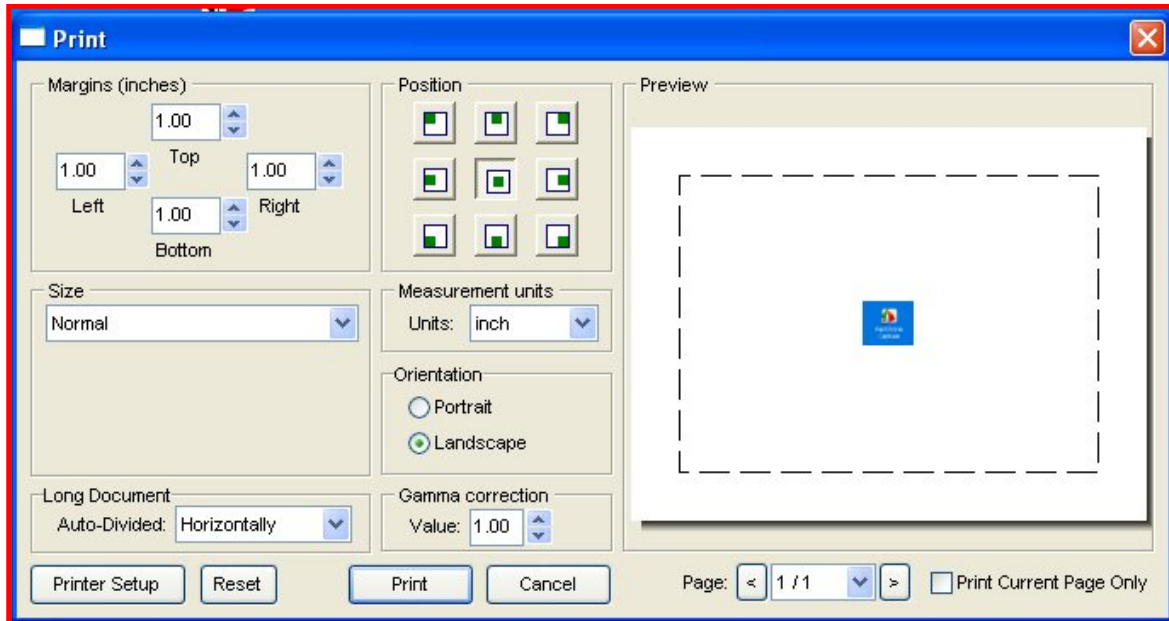 Print
Margins (inches)
1.00
Top
1.00
Left
1.00
Right
1.00
Bottom
Position
Preview
Size
Normal
Measurement units
Units: inch
Orientation
Portrait
Landscape
Long Document
Auto-Divided: Horizontally
Gamma correction
Value: 1.00
Printer Setup
Reset
Print
Cancel
Page: < 1 / 1 >
Print Current Page Only